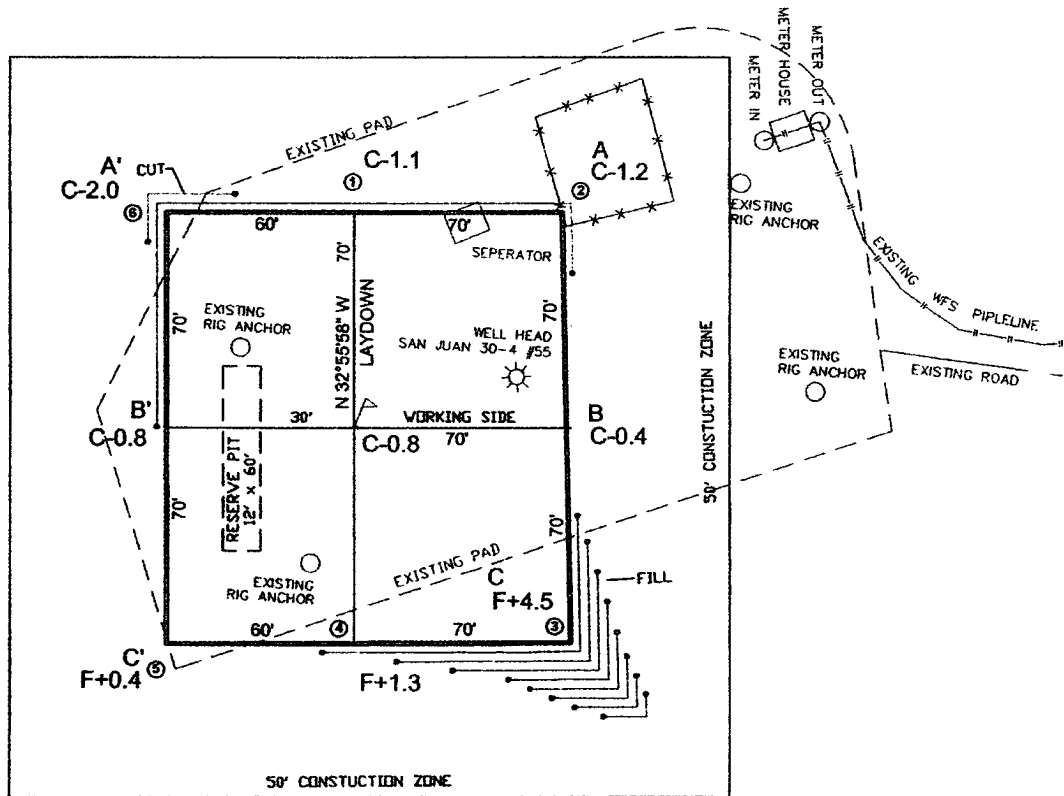 METER OUT
METER/HOUSE
METER IN
EXISTING PAD
A'
CUT
C-2.0
⑥
C-1.1
①
A
C-1.2
②
EXISTING
RIG ANCHOR
60'
70'
70'
SEPERATOR
EXISTING WFS PIPLELINE
70'
EXISTING
RIG ANCHOR
N 32°55'58" W
LAYDOWN
WELL HEAD
SAN JUAN 30-4 #55
70'
EXISTING
RIG ANCHOR
EXISTING ROAD
B'
C-0.8
30'
WORKING SIDE
C-0.8
70'
B
C-0.4
50' CONSTUCTION ZONE
RESERVE PIT
12' x 60'
70'
70'
EXISTING PAD
EXISTING
RIG ANCHOR
C
F+4.5
FILL
60'
④
70'
③
C'
F+0.4
⑤
F+1.3
50' CONSTUCTION ZONE